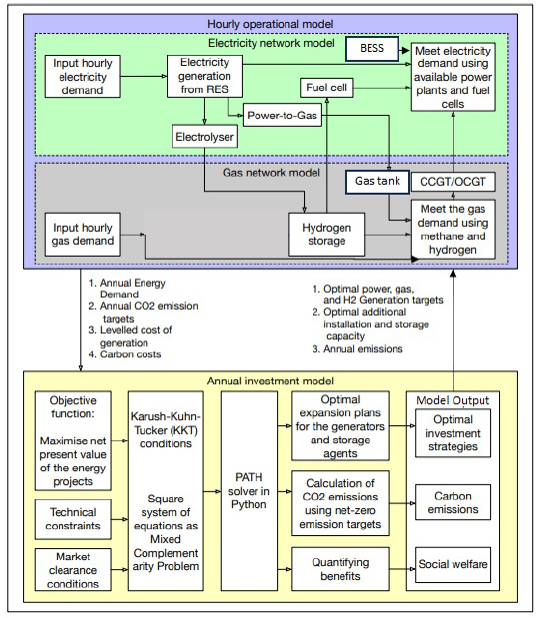 Hourly operational model
Electricity network model
BESS
Input hourly
electricity
demand
Electricity
generation
from RES
Meet electricity
demand using
available power
plants and fuel
cells
Fuel cell
Power-to-Gas
Electrolyser
Gas network model
Gas tank
CCGT/OCGT
Input hourly
gas demand
Hydrogen
storage
Meet the gas
demand using
methane and
hydrogen
1. Annual Energy
Demand
2. Annual CO2 emission
targets
3. Levelled cost of
generation
4. Carbon costs
1. Optimal power, gas,
and H2 Generation targets
2. Optimal additional
installation and storage
capacity
3. Annual emissions
Annual investment model
Objective
function:
Maximise net
present value
of the energy
projects
Technical
constraints
Market
clearance
conditions
Karush-Kuhn-
Tucker (KKT)
conditions
Square
system of
equations as
Mixed
Complement
arity Problem
PATH
solver in
Python
Optimal
expansion plans
for the generators
and storage
agents
Calculation of
CO2 emissions
using net-zero
emission targets
Quantifying
benefits
Model Output
Optimal
investment
strategies
Carbon
emissions
Social welfare